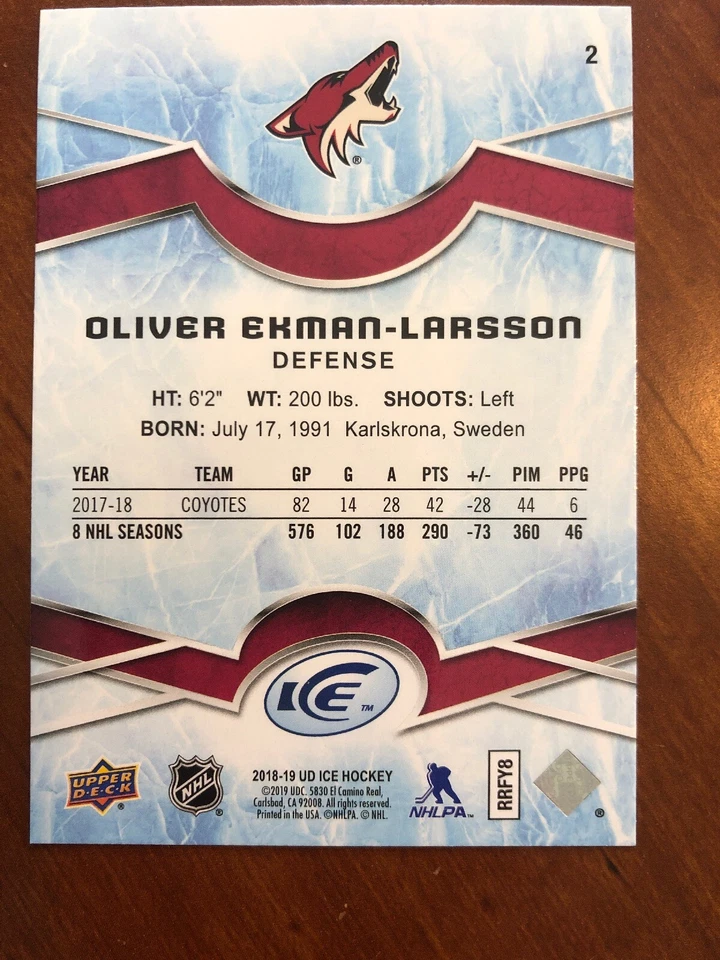 2
®
OLIVER EKMAN-LARSSON
DEFENSE
HT: 6'2" WT: 200 lbs. SHOOTS: Left
BORN: July 17, 1991 Karlskrona, Sweden
YEAR TEAM GP G A PTS +/- PIM PPG
2017-18 COYOTES 82 14 28 42 -28 44 6
8 NHL SEASONS 576 102 188 290 -73 360 46
ICE TM
UPPER
D·E·C·K
®
NHL
®
2018-19 UD ICE HOCKEY
©2019 UDC. 5830 El Camino Real,
Carlsbad, CA 92008. All rights reserved.
Printed in the USA. ©NHLPA. © NHL.
NHLPA™
RRFY8
®